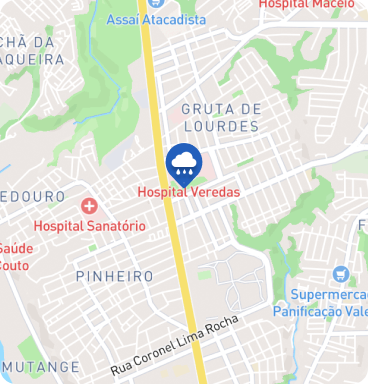 Hospital Maceió
Assaí Atacadista
CHÃ DA
AQUEIRA
GRUTA DE
LOURDES
Hospital Veredas
EDOURO
Hospital Sanatório
Saúde
Couto
F
PINHEIRO
Supermerca
Panificação Vale
Rua Coronel Lima Rocha
MUTANGE